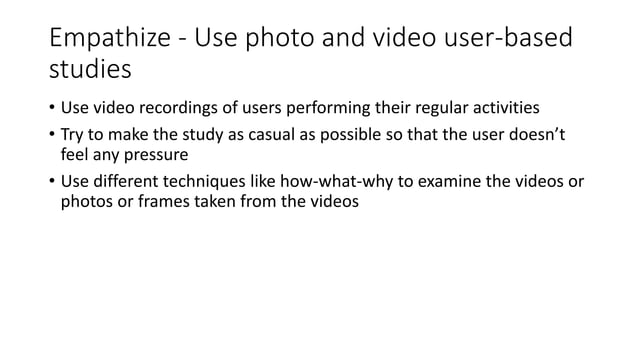 Empathize - Use photo and video user-based
studies
• Use video recordings of users performing their regular activities
• Try to make the study as casual as possible so that the user doesn’t
feel any pressure
• Use different techniques like how-what-why to examine the videos or
photos or frames taken from the videos